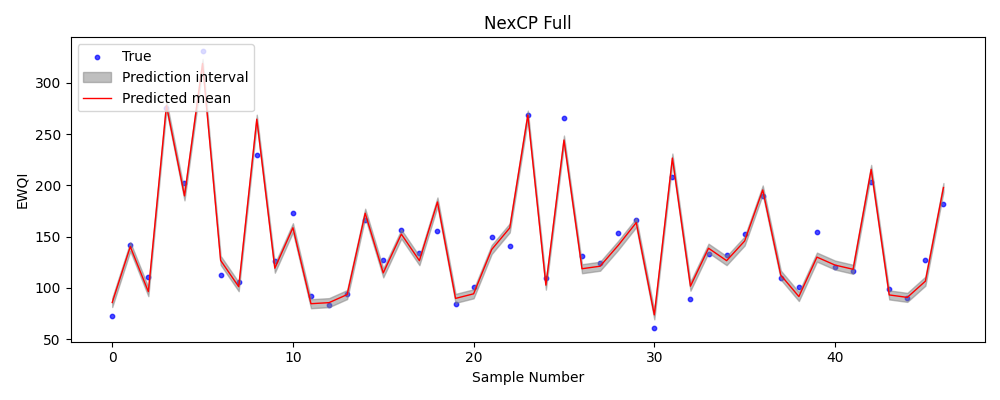 NexCP Full
True
Prediction interval
Predicted mean
EWQI
300
250
200
150
100
50
0 10 20 30 40
Sample Number